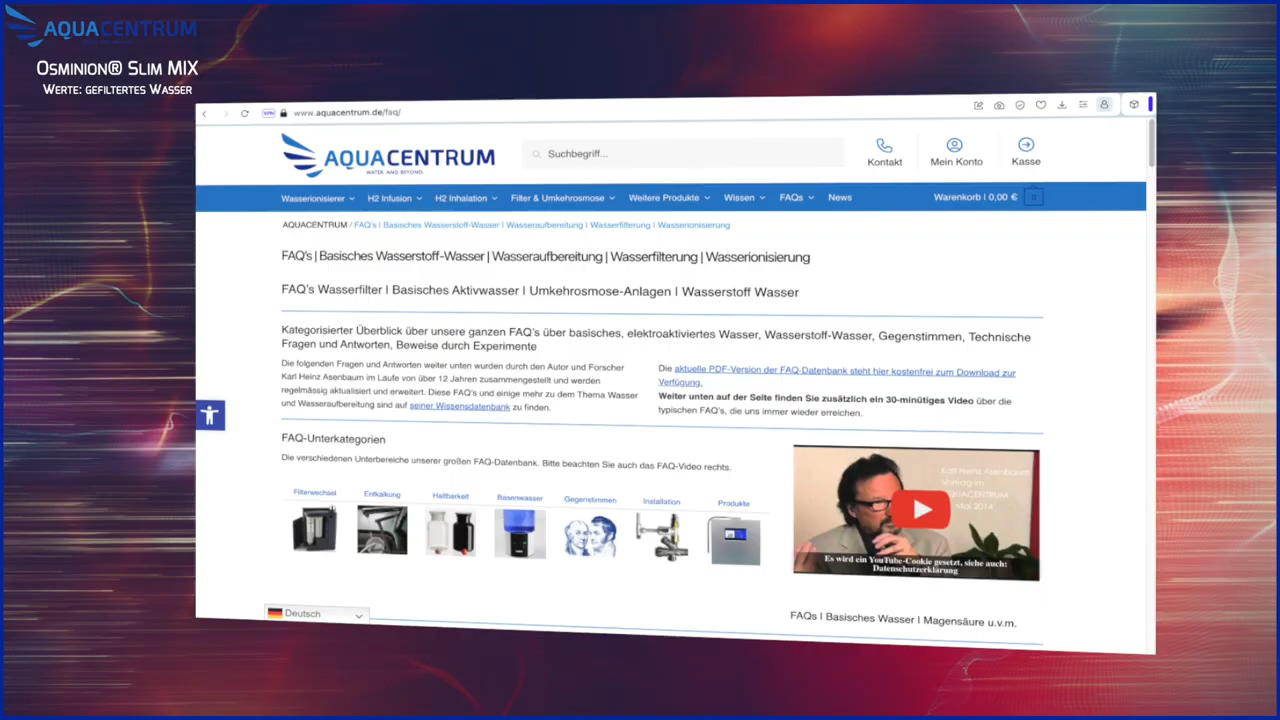 AQUACENTRUM
Osminion® Slim MIX
Werte: gefiltertes Wasser
VPN
www.aquacentrum.de/faq/
AQUACENTRUM
WATER AND BEYOND
Suchbegriff...
Kontakt
Mein Konto
Kasse
Wasserionisierer
H2 Infusion
H2 Inhalation
Filter & Umkehrosmose
Weitere Produkte
Wissen
FAQs
News
Warenkorb | 0,00 €
0
AQUACENTRUM / FAQ's | Basisches Wasserstoff-Wasser | Wasseraufbereitung | Wasserfilterung | Wasserionisierung
FAQ's | Basisches Wasserstoff-Wasser | Wasseraufbereitung | Wasserfilterung | Wasserionisierung
FAQ's Wasserfilter | Basisches Aktivwasser | Umkehrosmose-Anlagen | Wasserstoff Wasser
Kategorisierter Überblick über unsere ganzen FAQ's über basisches, elektroaktiviertes Wasser, Wasserstoff-Wasser, Gegenstimmen, Technische
Fragen und Antworten, Beweise durch Experimente
Die folgenden Fragen und Antworten weiter unten wurden durch den Autor und Forscher
Karl Heinz Asenbaum im Laufe von über 12 Jahren zusammengestellt und werden
regelmässig aktualisiert und erweitert. Diese FAQ's und einige mehr zu dem Thema Wasser
und Wasseraufbereitung sind auf seiner Wissensdatenbank zu finden.
Die aktuelle PDF-Version der FAQ-Datenbank steht hier kostenfrei zum Download zur
Verfügung.
Weiter unten auf der Seite finden Sie zusätzlich ein 30-minütiges Video über die
typischen FAQ's, die uns immer wieder erreichen.
FAQ-Unterkategorien
Die verschiedenen Unterbereiche unserer großen FAQ-Datenbank. Bitte beachten Sie auch das FAQ-Video rechts.
Filterwechsel
Entkalkung
Haltbarkeit
Basenwasser
Gegenstimmen
Installation
Produkte
Karl Heinz Asenbaum
Vortrag im
AQUACENTRUM
Mai 2014
Es wird ein YouTube-Cookie gesetzt, siehe auch:
Datenschutzerklärung
Deutsch
FAQs | Basisches Wasser | Magensäure u.v.m.